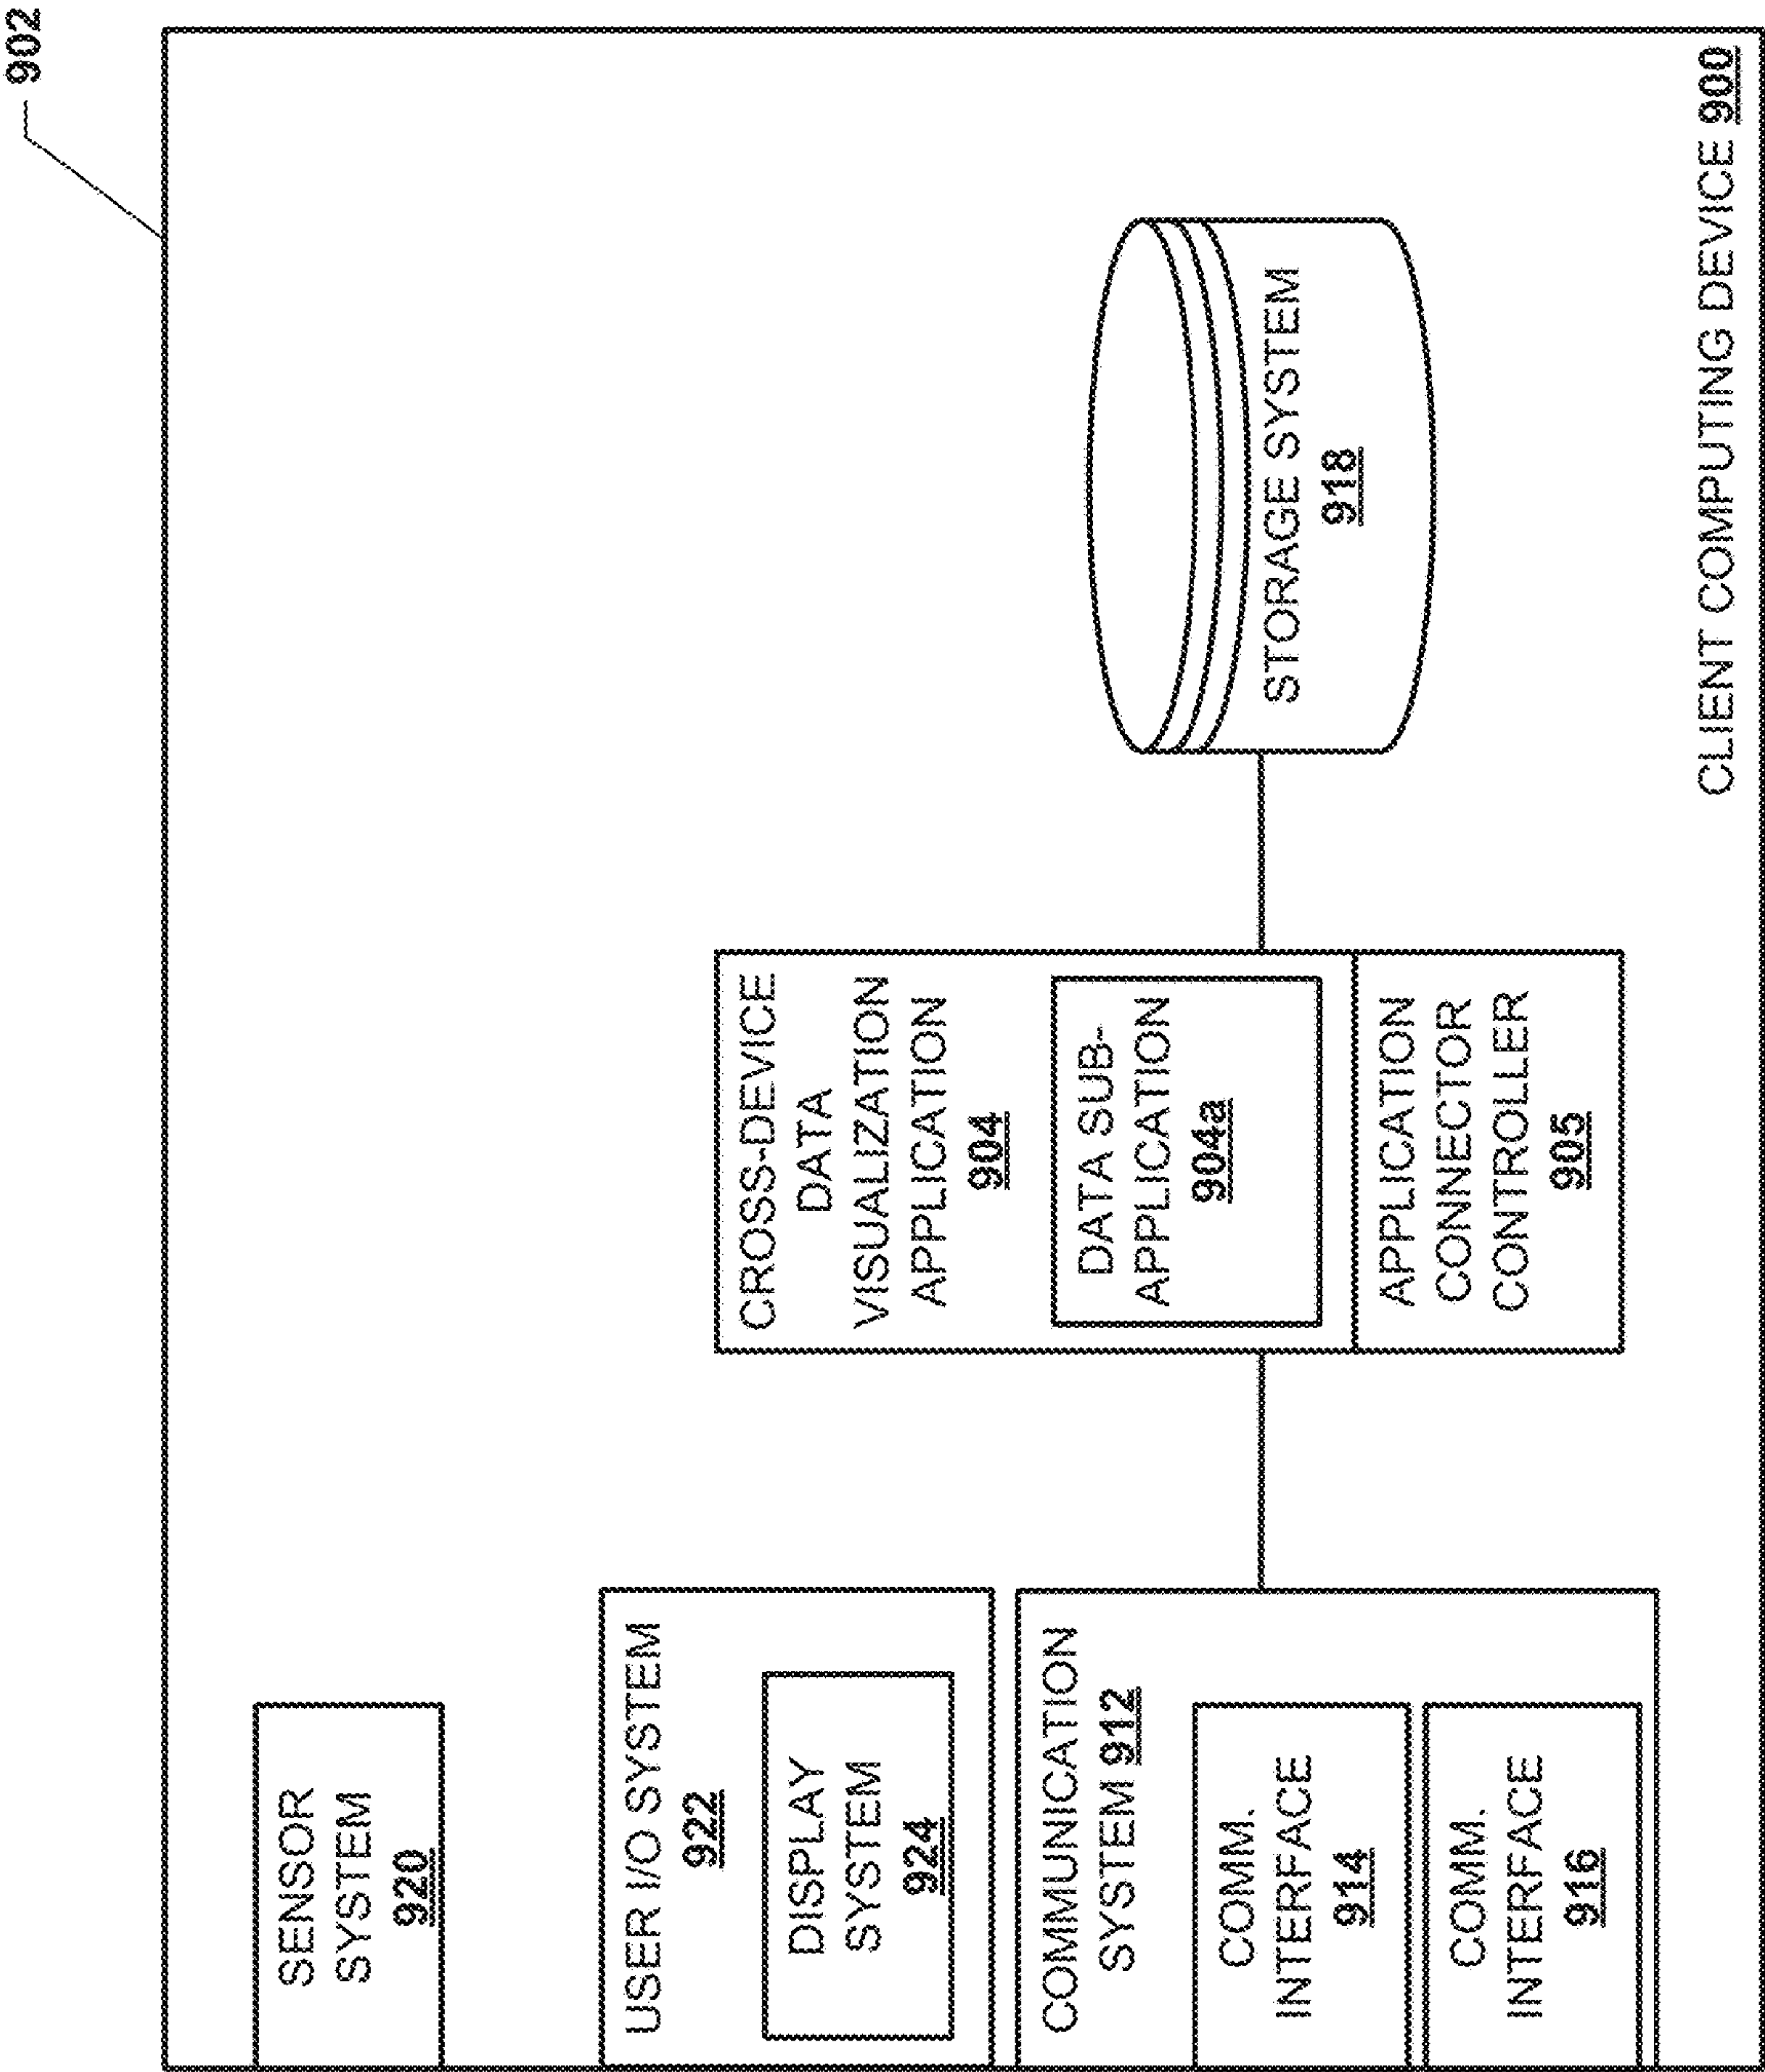 902
SENSOR
SYSTEM
920
USER I/O SYSTEM
922
DISPLAY
SYSTEM
924
COMMUNICATION
SYSTEM 912
COMM.
INTERFACE
914
COMM.
INTERFACE
916
CROSS-DEVICE
DATA
VISUALIZATION
APPLICATION
904
DATA SUB-
APPLICATION
904a
APPLICATION
CONNECTOR
CONTROLLER
905
STORAGE SYSTEM
918
CLIENT COMPUTING DEVICE 900